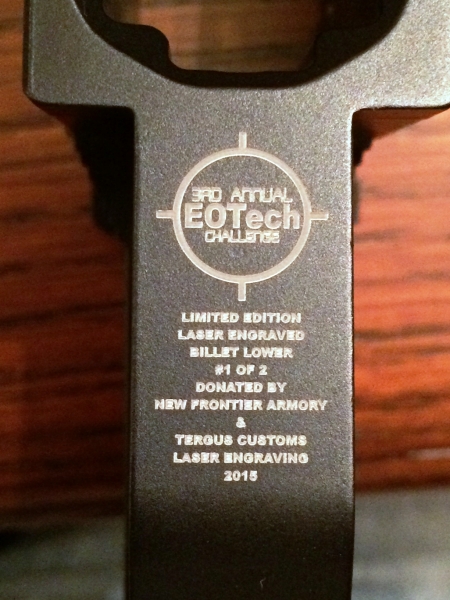 3RD ANNUAL
EOTech
CHALLENGE
LIMITED EDITION
LASER ENGRAVED
BILLET LOWER
#1 OF 2
DONATED BY
NEW FRONTIER ARMORY
&
TERGUS CUSTOMS
LASER ENGRAVING
2015